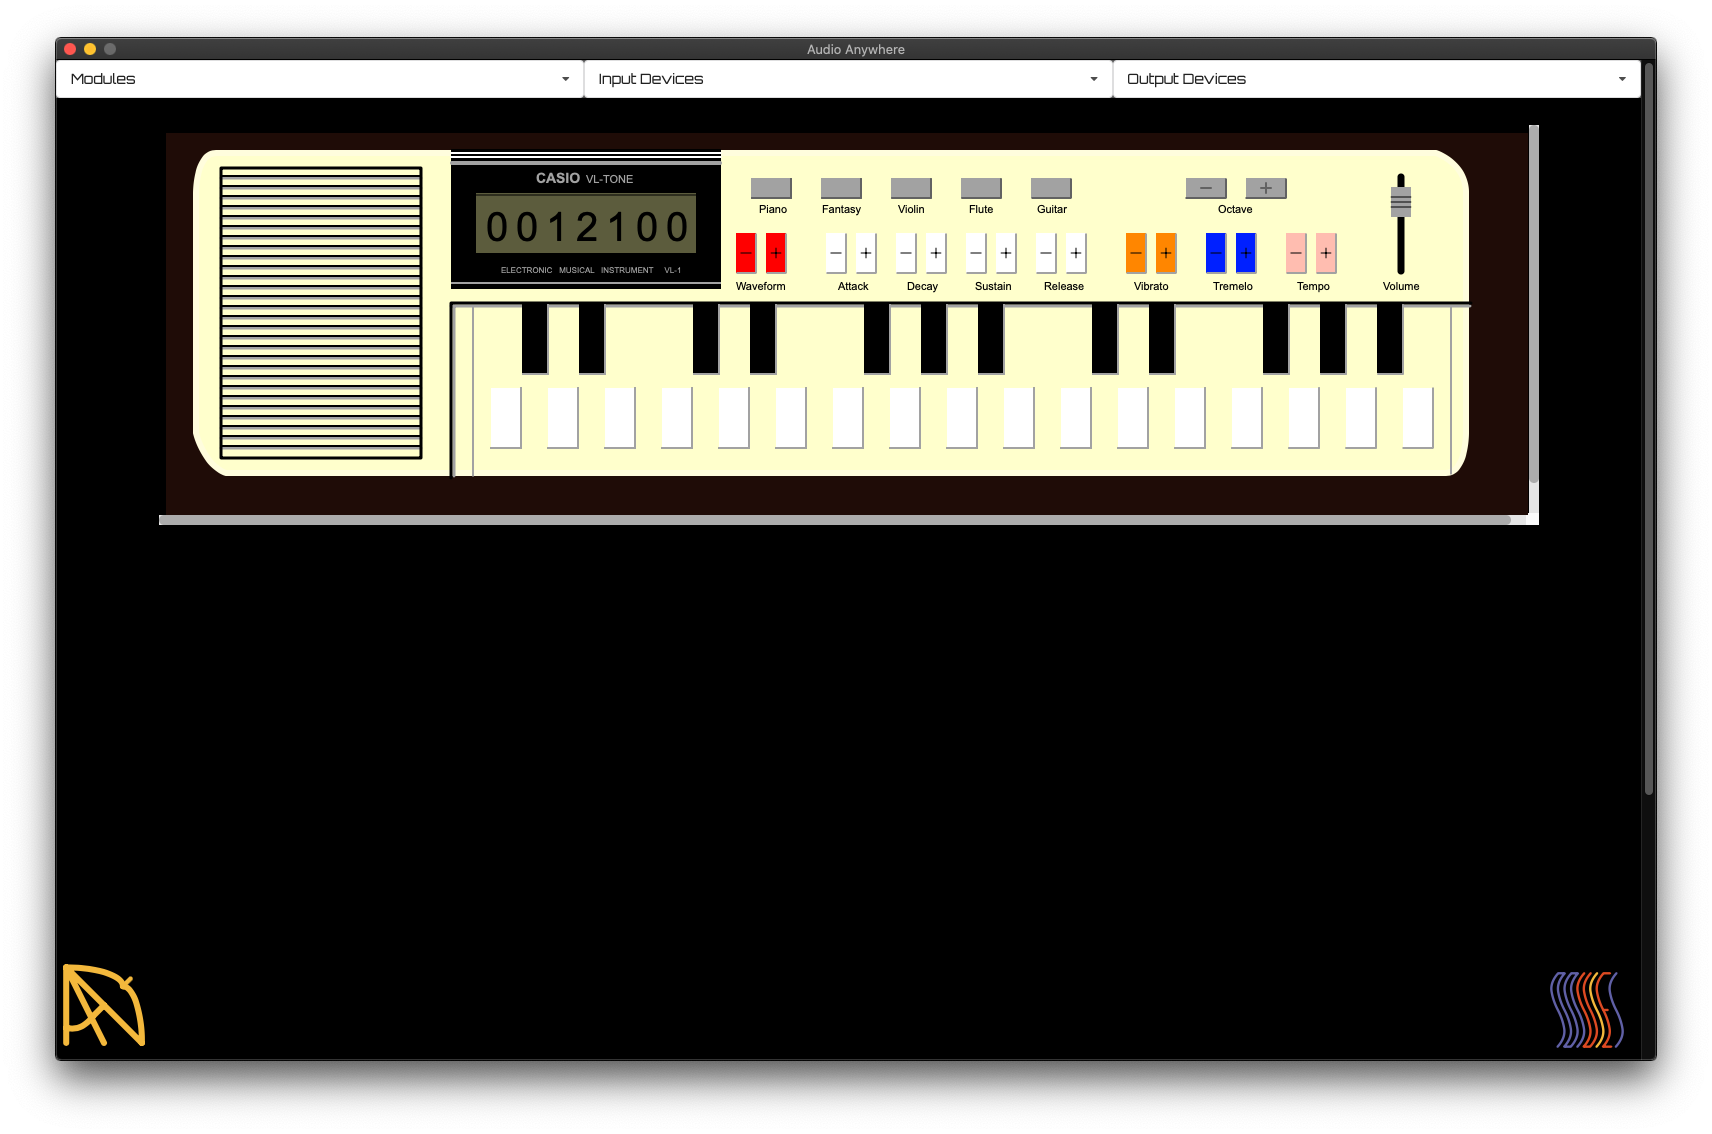 Audio Anywhere
Modules
Input Devices
Output Devices
CASIO VL-TONE
0012100
ELECTRONIC MUSICAL INSTRUMENT VL-1
Piano Fantasy Violin Flute Guitar
− +
Octave
− + − + − + − + − + − + − + − +
Waveform Attack Decay Sustain Release Vibrato Tremelo Tempo Volume